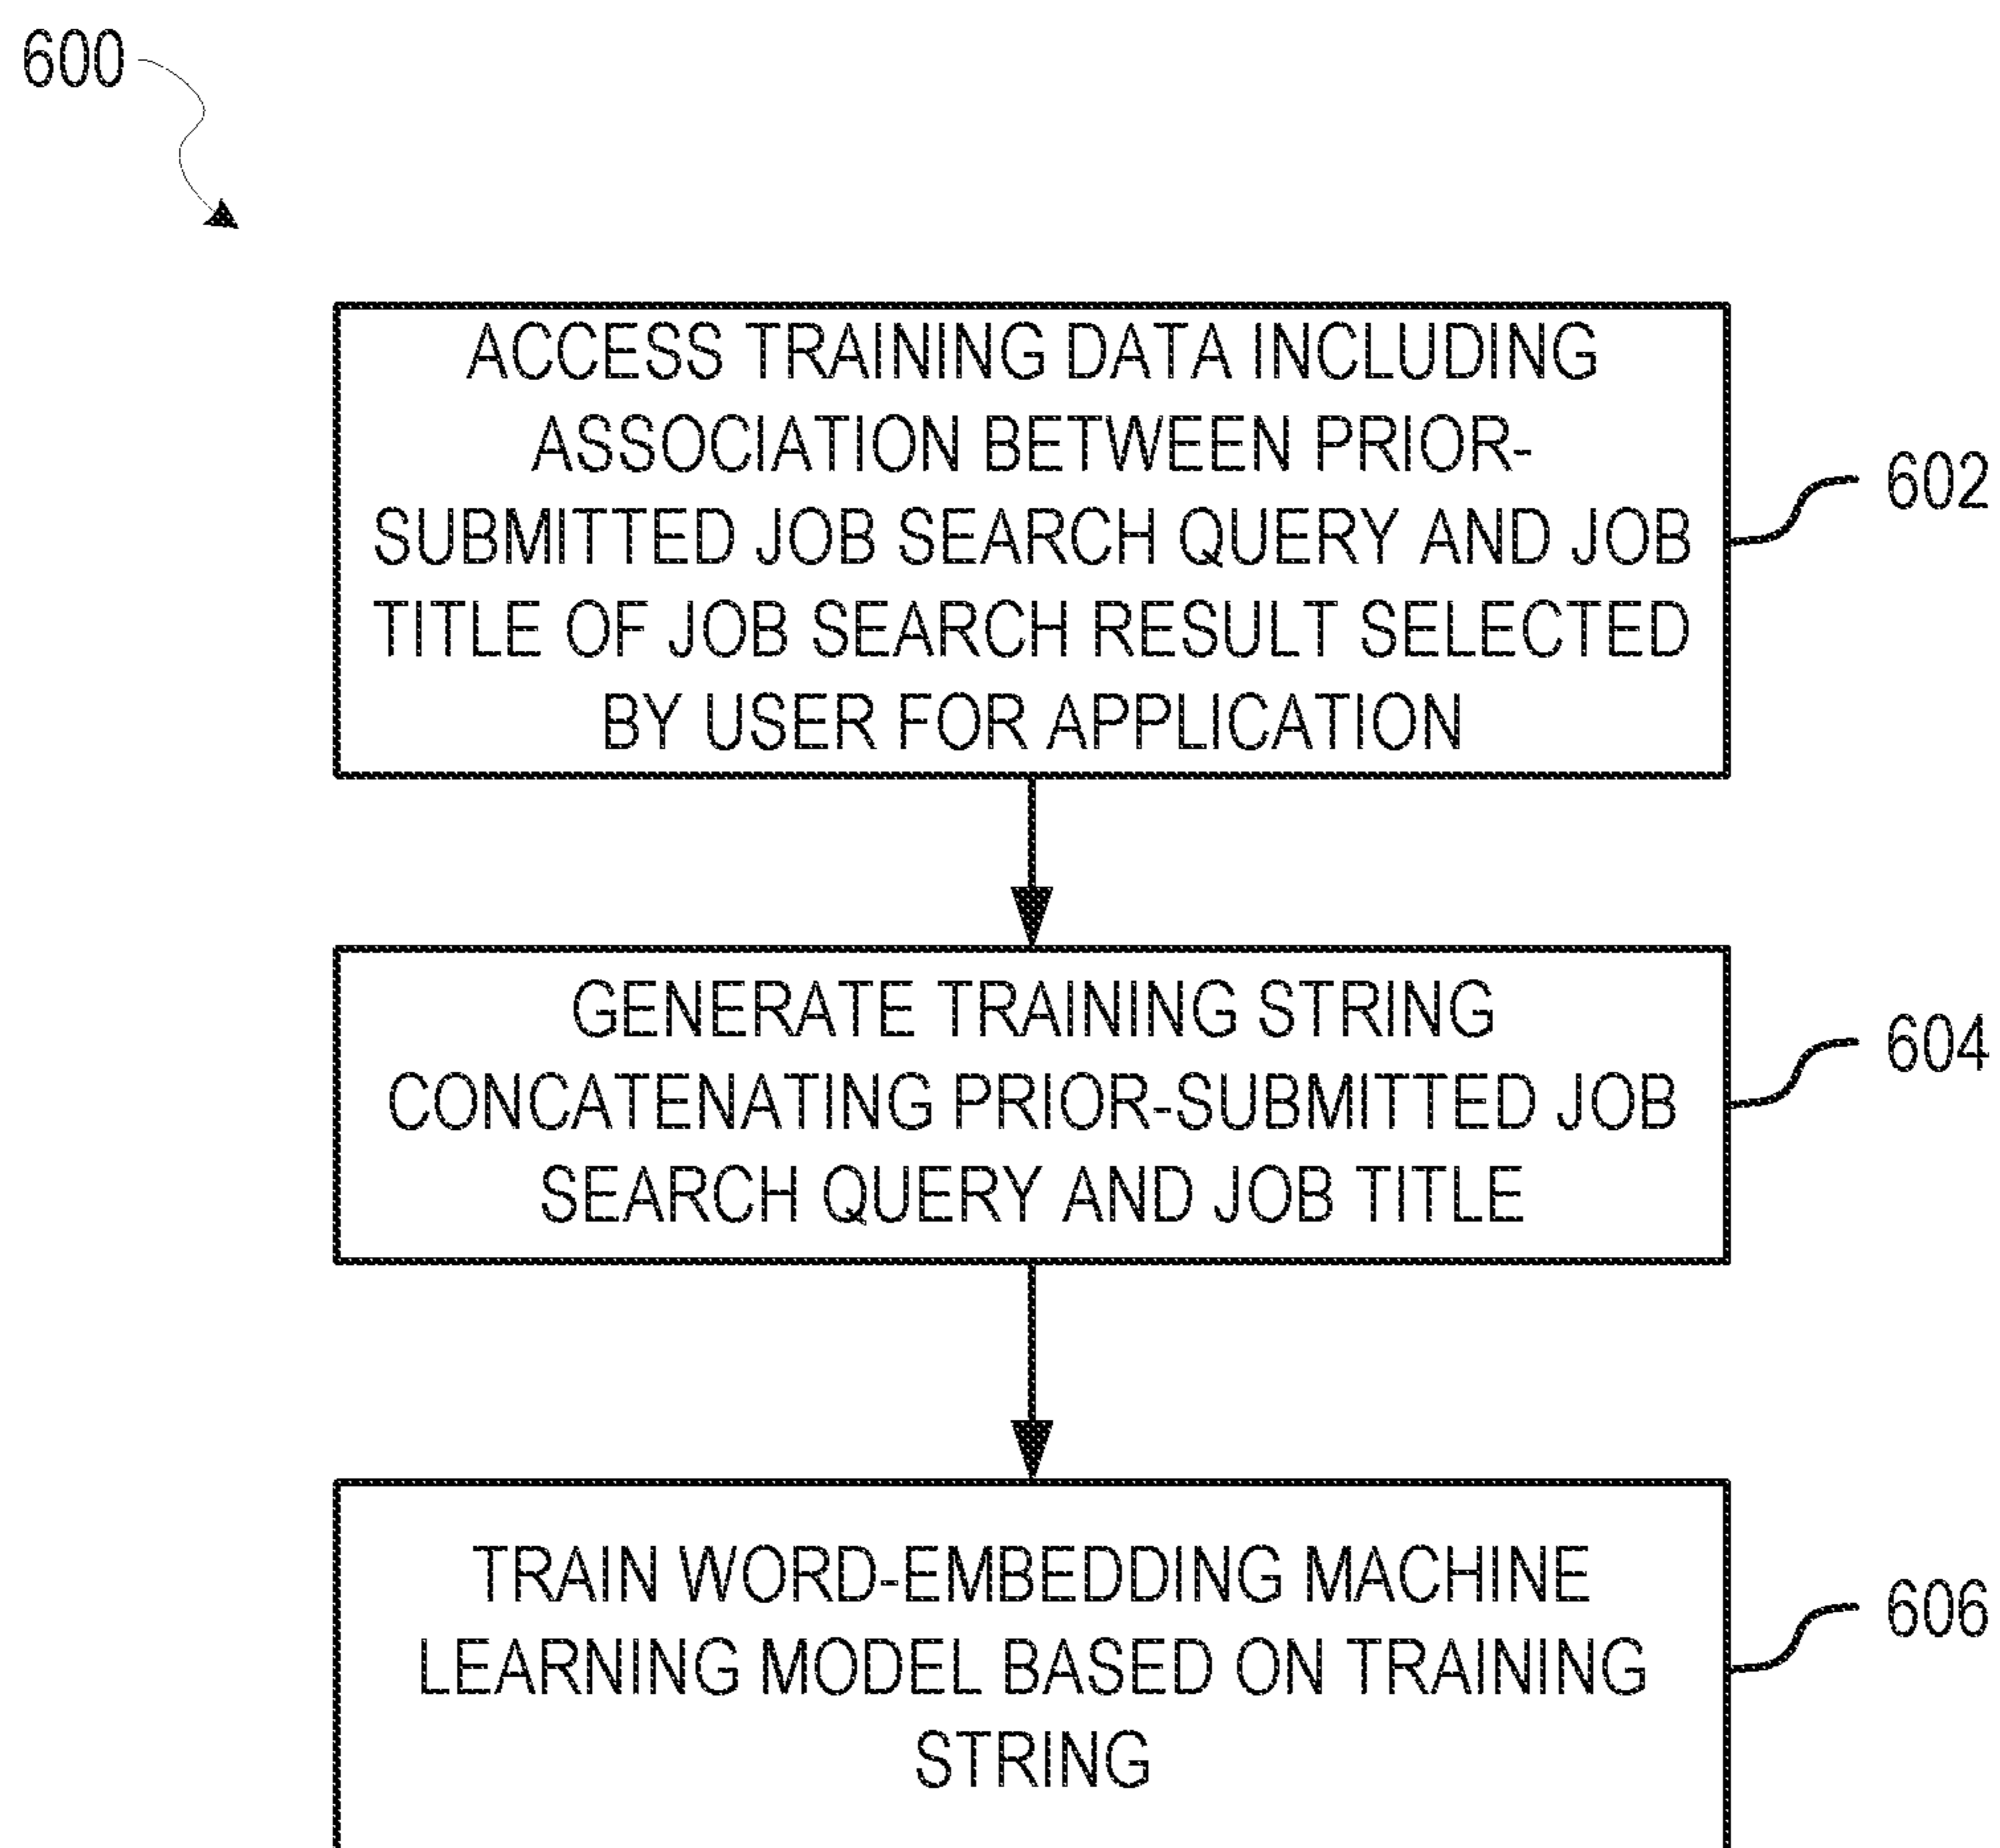 600
ACCESS TRAINING DATA INCLUDING
ASSOCIATION BETWEEN PRIOR-
SUBMITTED JOB SEARCH QUERY AND JOB
TITLE OF JOB SEARCH RESULT SELECTED
BY USER FOR APPLICATION
602
GENERATE TRAINING STRING
CONCATENATING PRIOR-SUBMITTED JOB
SEARCH QUERY AND JOB TITLE
604
TRAIN WORD-EMBEDDING MACHINE
LEARNING MODEL BASED ON TRAINING
STRING
606